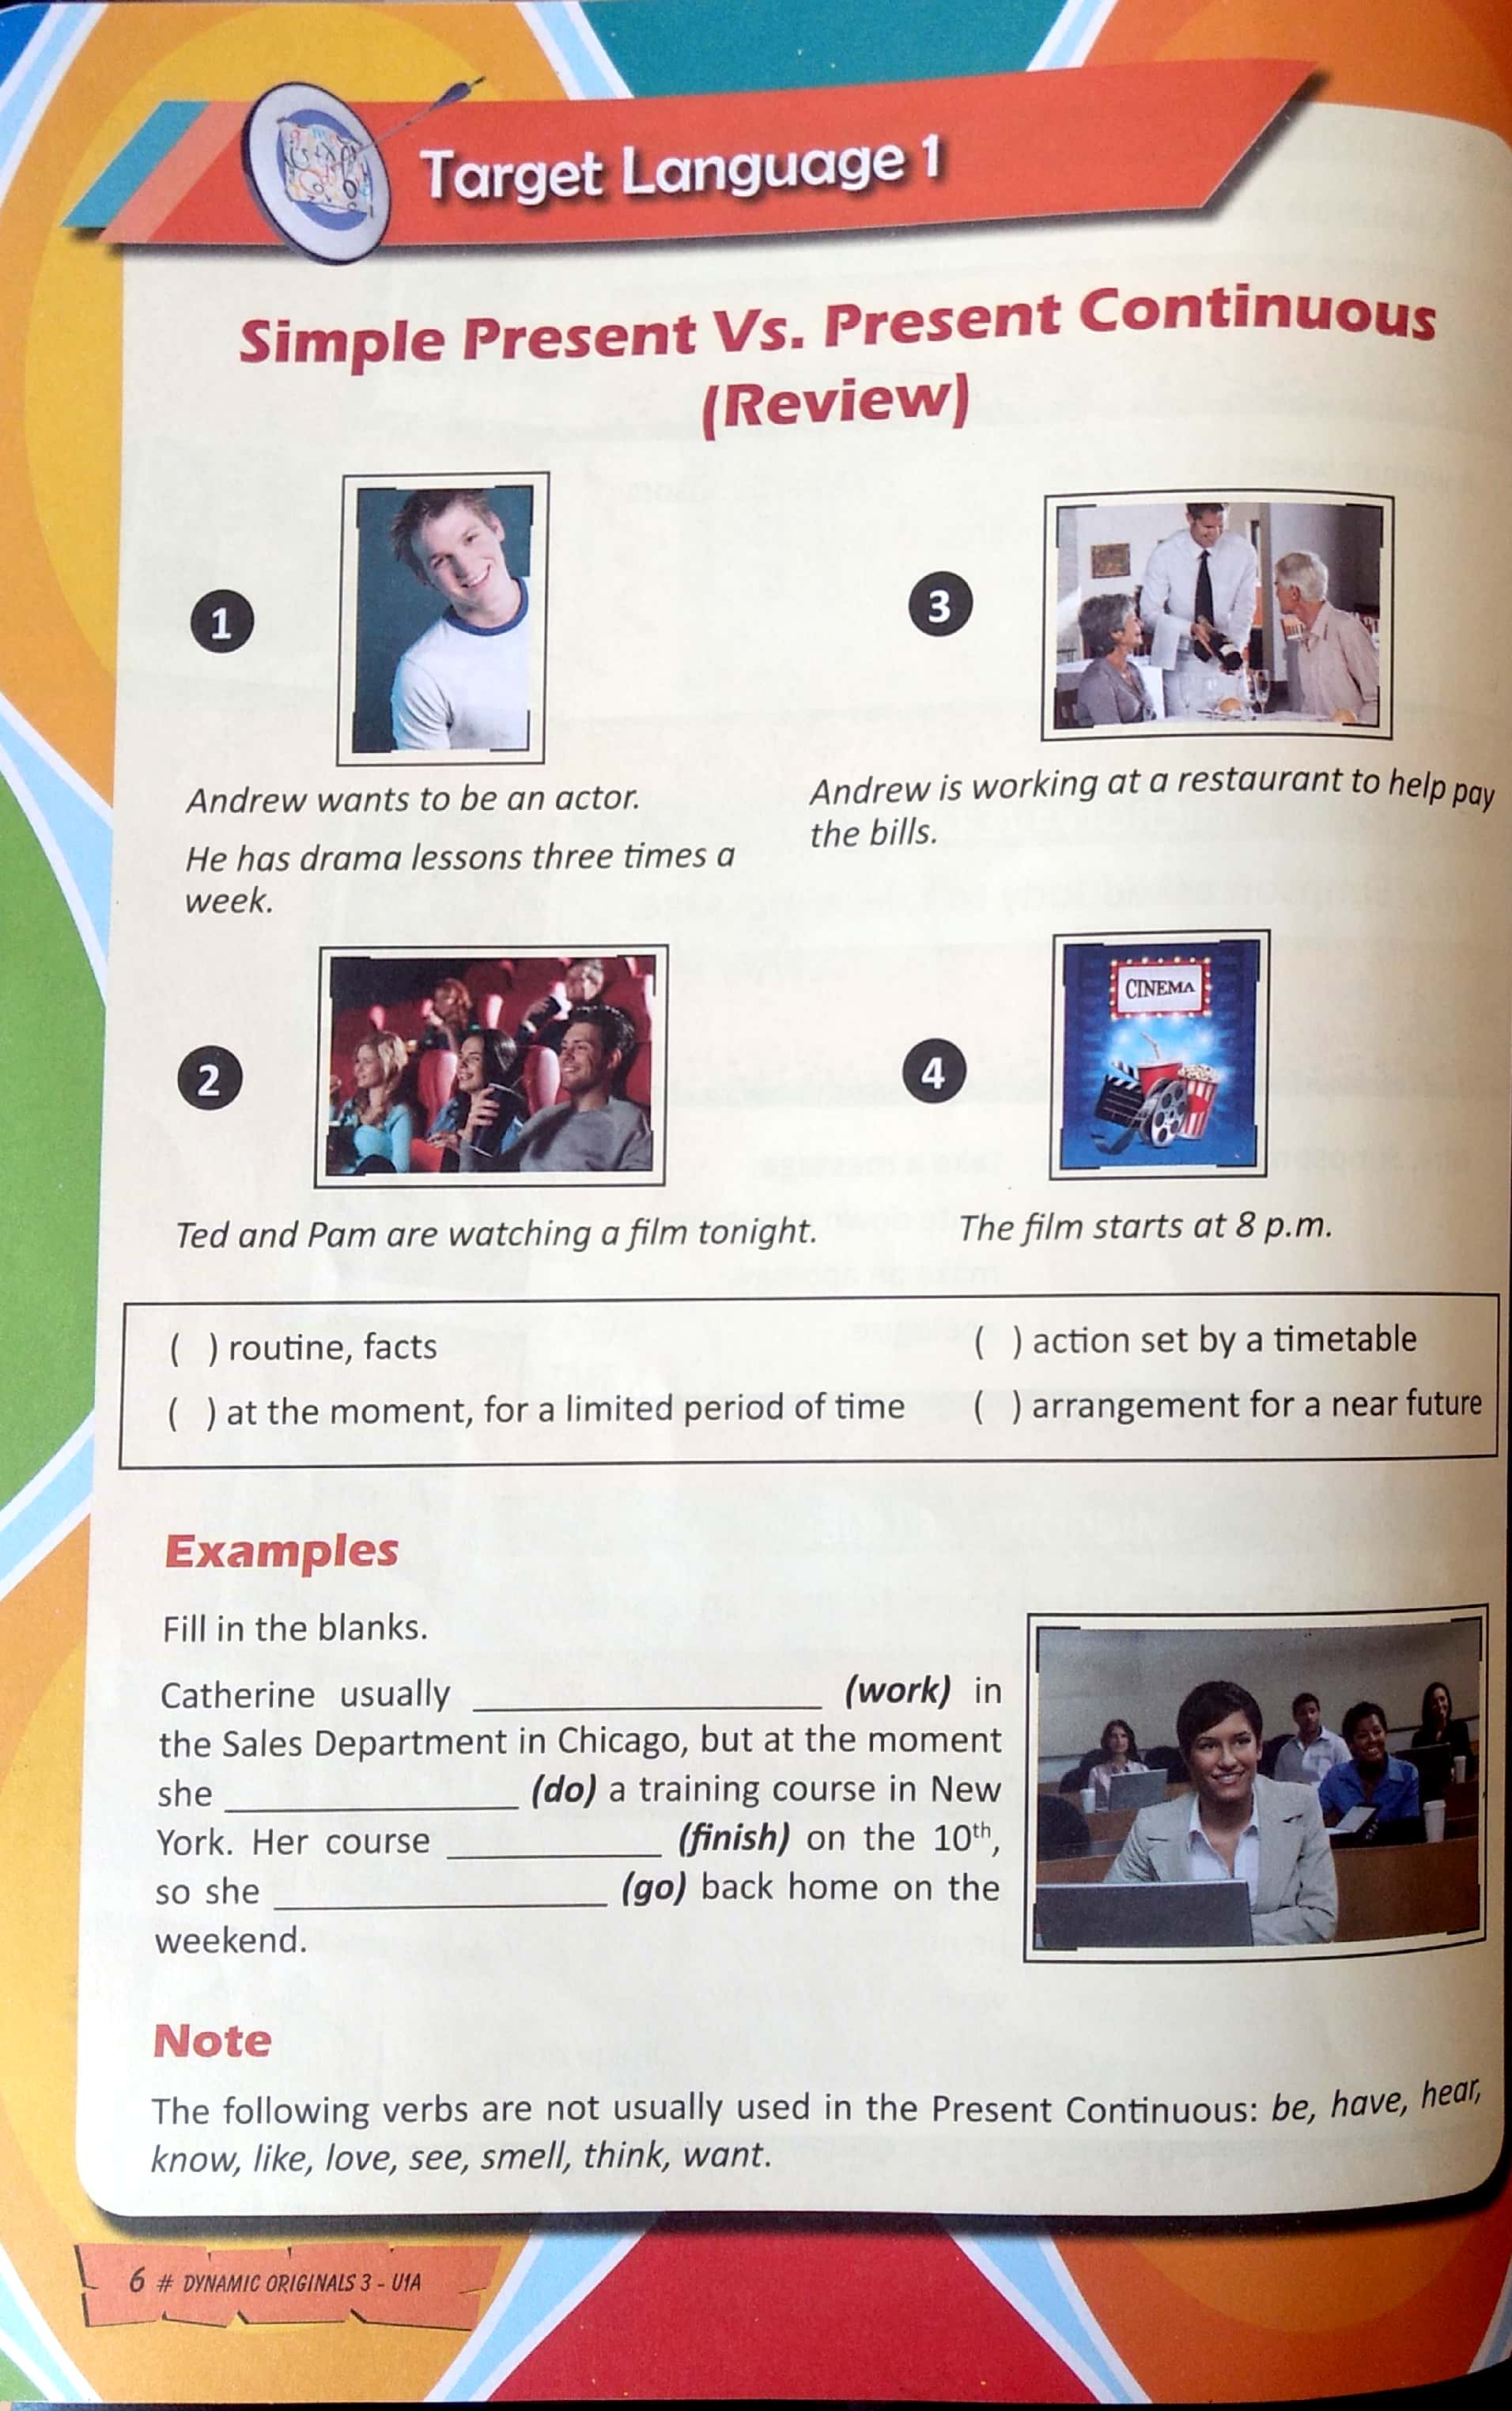 Target Language 1
Simple Present Vs. Present Continuous
(Review)
1
Andrew wants to be an actor.
He has drama lessons three times a
week.
3
Andrew is working at a restaurant to help pay
the bills.
2
Ted and Pam are watching a film tonight.
4
CINEMA
The film starts at 8 p.m.
(  ) routine, facts
(  ) action set by a timetable
(  ) at the moment, for a limited period of time
(  ) arrangement for a near future
Examples
Fill in the blanks.
Catherine usually ________________ (work) in
the Sales Department in Chicago, but at the moment
she ______________ (do) a training course in New
York. Her course __________ (finish) on the 10th,
so she ________________ (go) back home on the
weekend.
Note
The following verbs are not usually used in the Present Continuous: be, have, hear,
know, like, love, see, smell, think, want.
6 # DYNAMIC ORIGINALS 3 - U1A